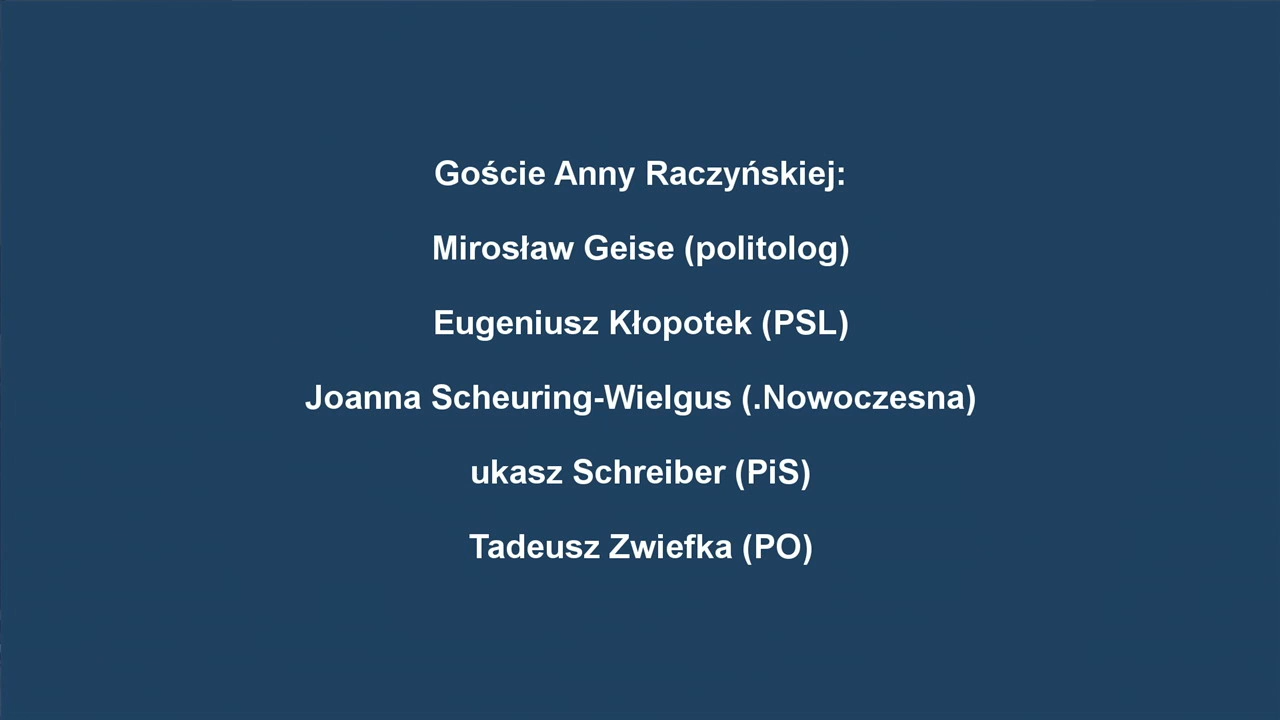 Goście Anny Raczyńskiej:
Mirosław Geise (politolog)
Eugeniusz Kłopotek (PSL)
Joanna Scheuring-Wielgus (.Nowoczesna)
ukasz Schreiber (PiS)
Tadeusz Zwiefka (PO)